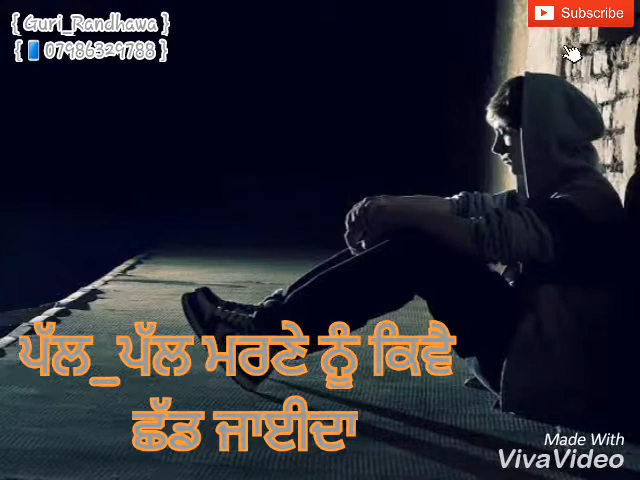 { Guri_Randhawa }
{ 07986329788 }
Subscribe
ਪੱਲ_ਪੱਲ ਮਰਣੇ ਨੂੰ ਕਿਵੈ
ਛੱਡ ਜਾਈਦਾ
Made With
VivaVideo